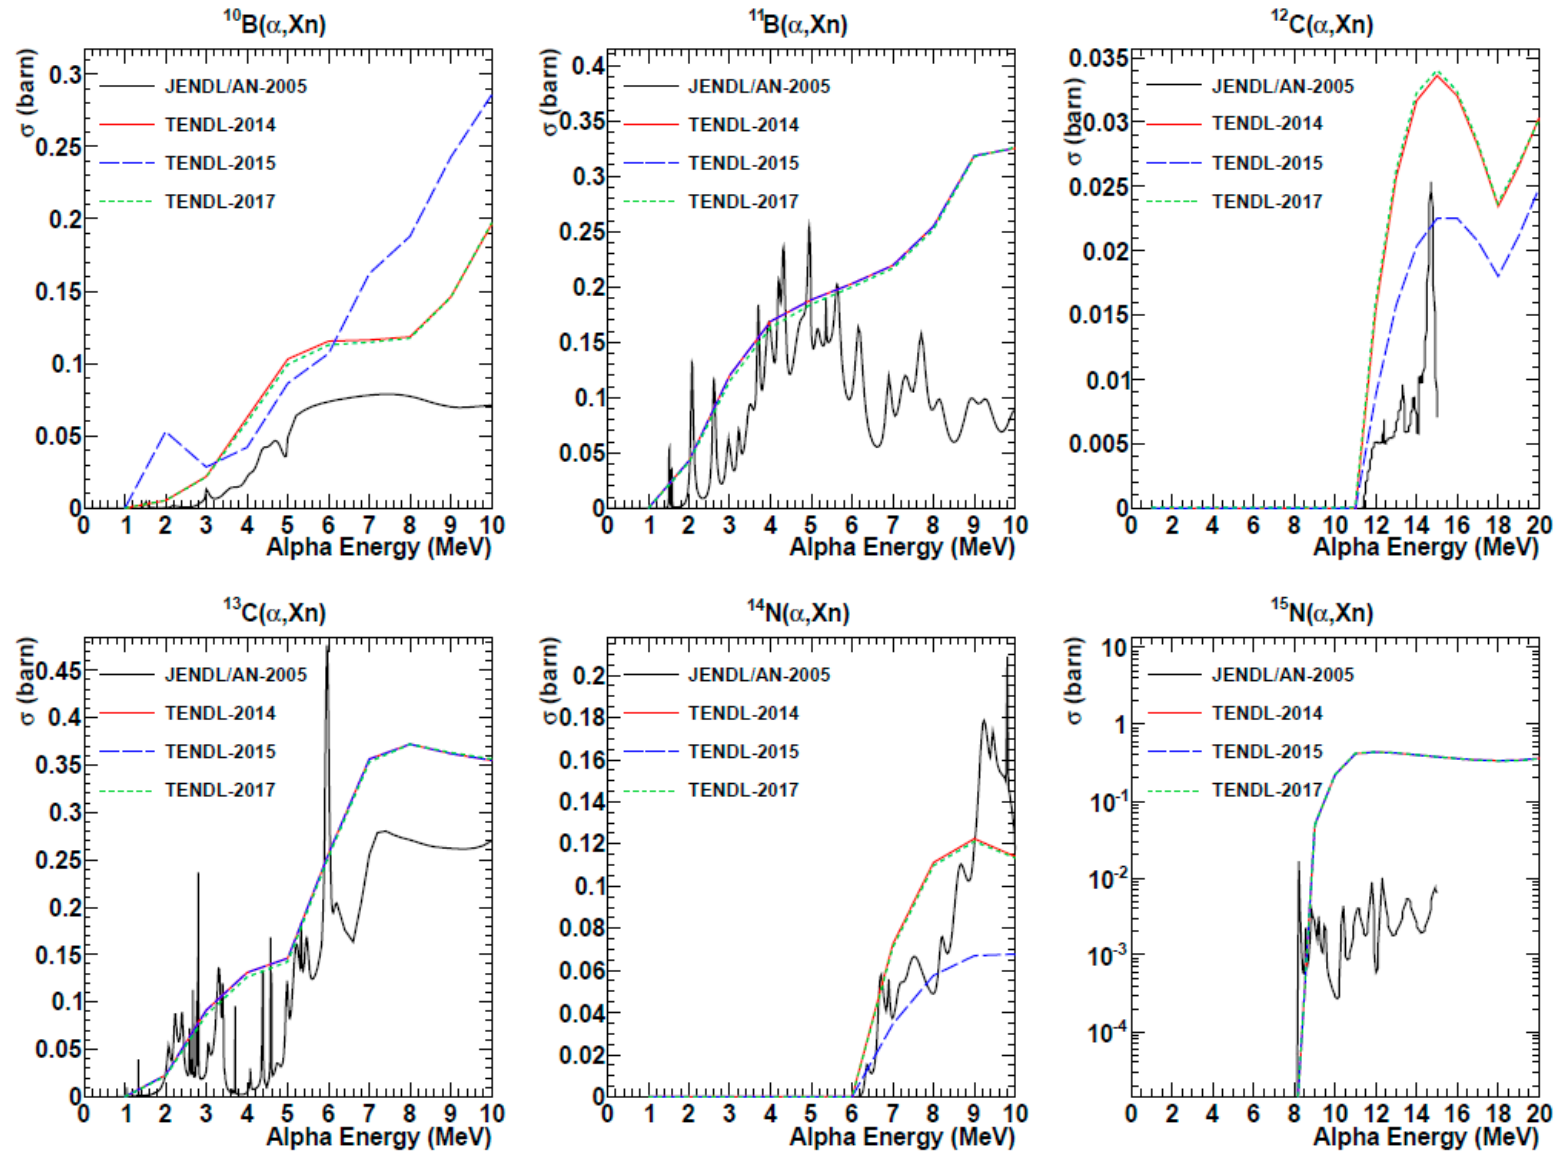 ¹⁰B(α,Xn)
σ (barn)
JENDL/AN-2005
TENDL-2014
TENDL-2015
TENDL-2017
0.3
0.25
0.2
0.15
0.1
0.05
0
0 1 2 3 4 5 6 7 8 9 10
Alpha Energy (MeV)
¹¹B(α,Xn)
σ (barn)
JENDL/AN-2005
TENDL-2014
TENDL-2015
TENDL-2017
0.4
0.35
0.3
0.25
0.2
0.15
0.1
0.05
0
0 1 2 3 4 5 6 7 8 9 10
Alpha Energy (MeV)
¹²C(α,Xn)
σ (barn)
JENDL/AN-2005
TENDL-2014
TENDL-2015
TENDL-2017
0.035
0.03
0.025
0.02
0.015
0.01
0.005
0
0 2 4 6 8 10 12 14 16 18 20
Alpha Energy (MeV)
¹³C(α,Xn)
σ (barn)
JENDL/AN-2005
TENDL-2014
TENDL-2015
TENDL-2017
0.45
0.4
0.35
0.3
0.25
0.2
0.15
0.1
0.05
0
0 1 2 3 4 5 6 7 8 9 10
Alpha Energy (MeV)
¹⁴N(α,Xn)
σ (barn)
JENDL/AN-2005
TENDL-2014
TENDL-2015
TENDL-2017
0.2
0.18
0.16
0.14
0.12
0.1
0.08
0.06
0.04
0.02
0
0 1 2 3 4 5 6 7 8 9 10
Alpha Energy (MeV)
¹⁵N(α,Xn)
σ (barn)
JENDL/AN-2005
TENDL-2014
TENDL-2015
TENDL-2017
10
1
10⁻¹
10⁻²
10⁻³
10⁻⁴
0 2 4 6 8 10 12 14 16 18 20
Alpha Energy (MeV)